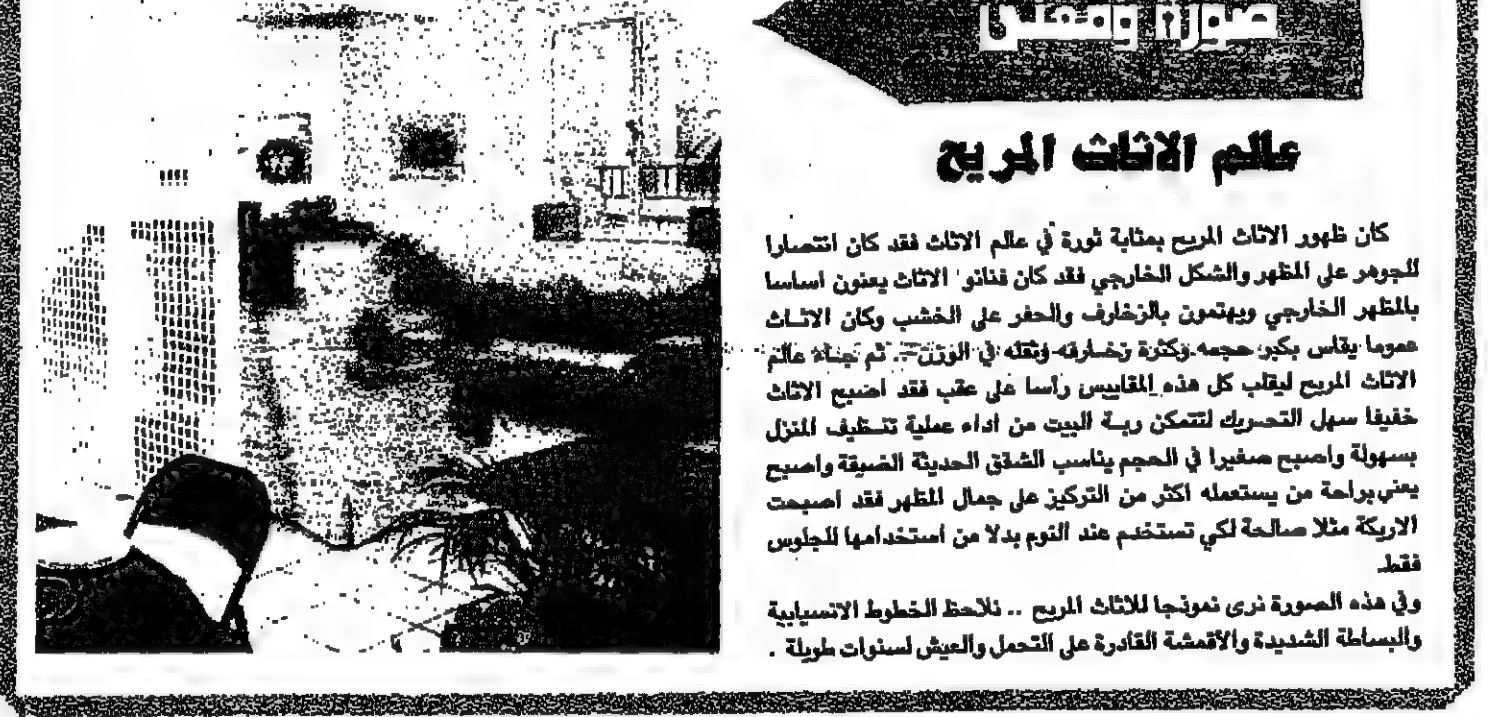 صورة ومعنى
عالم الاثاث المريح
كان ظهور الاثاث المريح بمثابة ثورة في عالم الاثاث فقد كان انتصارا
للجوهر على المظهر والشكل الخارجي فقد كان فنانو الاثاث يعنون اساسا
بالمظهر الخارجي ويهتمون بالزخارف والحفر على الخشب وكان الاثاث
عموما يقاس بكبر حجمه وكثرة زخارفه وثقله في الوزن .. ثم جاء عالم
الاثاث المريح ليقلب كل هذه المقاييس رأسا على عقب فقد اصبح الاثاث
خفيفا سهل التحريك لتتمكن ربة البيت من اداء عملية تنظيف المنزل
بسهولة واصبح صغيرا في الحجم يناسب الشقق الحديثة الضيقة واصبح
يعني براحة من يستعمله اكثر من التركيز على جمال المظهر فقد اصبحت
الاريكة مثلا صالحة لكي تستخدم عند النوم بدلا من استخدامها للجلوس
فقط.
وفي هذه الصورة نرى نموذجا للاثاث المريح .. نلاحظ الخطوط الانسيابية
والبساطة الشديدة والأقمشة القادرة على التحمل والعيش لسنوات طويلة .